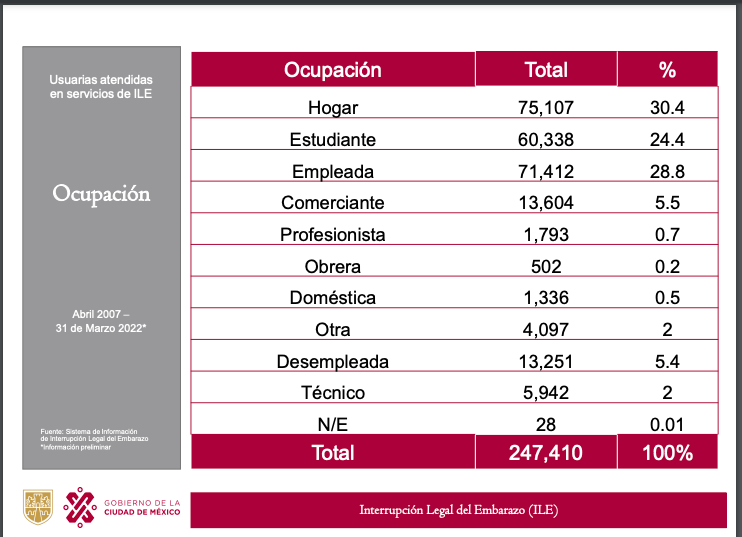 Usuarias atendidas
en servicios de ILE
Ocupación
Abril 2007 –
31 de Marzo 2022*
Fuente: Sistema de Información
de Interrupción Legal del Embarazo
*Información preliminar
Ocupación Total %
Hogar 75,107 30.4
Estudiante 60,338 24.4
Empleada 71,412 28.8
Comerciante 13,604 5.5
Profesionista 1,793 0.7
Obrera 502 0.2
Doméstica 1,336 0.5
Otra 4,097 2
Desempleada 13,251 5.4
Técnico 5,942 2
N/E 28 0.01
Total 247,410 100%
GOBIERNO DE LA
CIUDAD DE MÉXICO
Interrupción Legal del Embarazo (ILE)